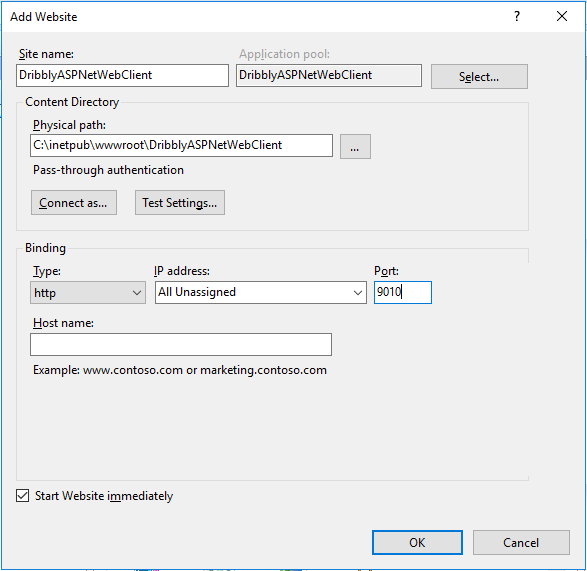 Add Website
?
Site name:
Application pool:
DribblyASPNetWebClient
DribblyASPNetWebClient
Select...
Content Directory
Physical path:
C:\inetpub\wwwroot\DribblyASPNetWebClient
...
Pass-through authentication
Connect as...
Test Settings...
Binding
Type:
IP address:
Port:
http
All Unassigned
9010
Host name:
Example: www.contoso.com or marketing.contoso.com
Start Website immediately
OK
Cancel